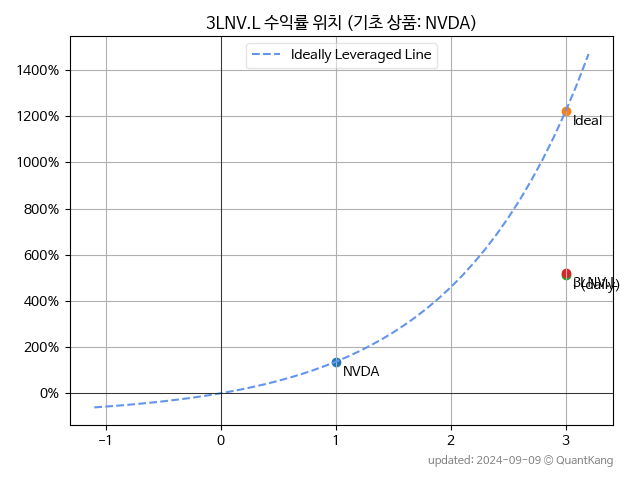 3LNV.L 수익률 위치 (기초 상품: NVDA)
Ideally Leveraged Line
1400%
1200%
Ideal
1000%
800%
600%
3LNV.L
(daily)
400%
200%
NVDA
0%
−1 0 1 2 3
updated: 2024-09-09 © QuantKang